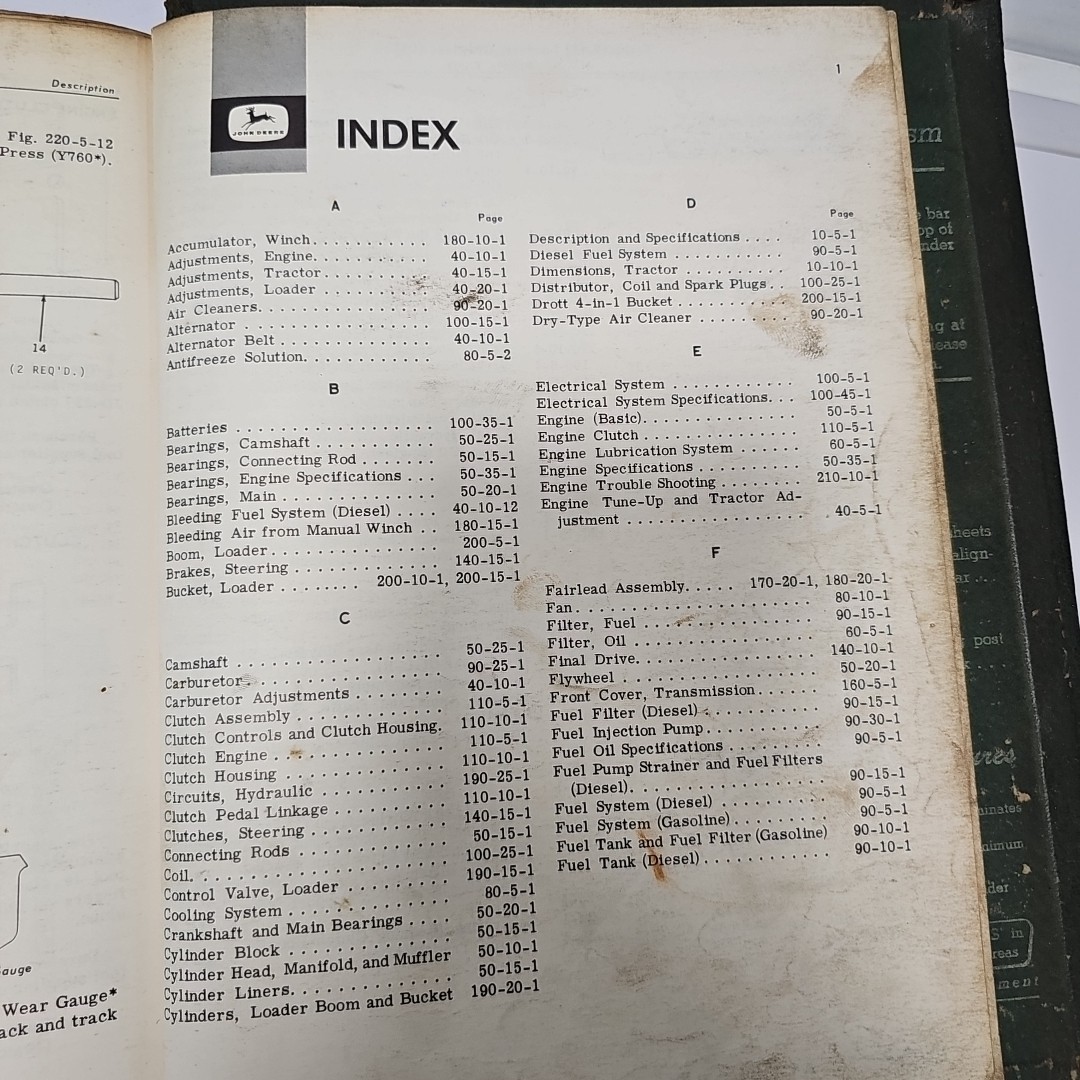 Description
Fig. 220-5-12
Press (Y760*).
14
(2 REQ'D.)
Wear Gauge*
and track
1
JOHN DEERE
INDEX
A
Page
Accumulator, Winch. . . . . . . . . . . 180-10-1
Adjustments, Engine. . . . . . . . . . . 40-10-1
Adjustments, Tractor. . . . . . . . . . . 40-15-1
Adjustments, Loader . . . . . . . . . . . 40-20-1
Air Cleaners. . . . . . . . . . . . . . . . 90-20-1
Alternator . . . . . . . . . . . . . . . . . 100-15-1
Alternator Belt . . . . . . . . . . . . . . 40-10-1
Antifreeze Solution. . . . . . . . . . . . 80-5-2
B
Batteries . . . . . . . . . . . . . . . . . . 100-35-1
Bearings, Camshaft . . . . . . . . . . . 50-25-1
Bearings, Connecting Rod . . . . . . . 50-15-1
Bearings, Engine Specifications . . . 50-35-1
Bearings, Main . . . . . . . . . . . . . . 50-20-1
Bleeding Fuel System (Diesel) . . . . 40-10-12
Bleeding Air from Manual Winch . . 180-15-1
Boom, Loader. . . . . . . . . . . . . . . 200-5-1
Brakes, Steering . . . . . . . . . . . . . 140-15-1
Bucket, Loader . . . . . . . . 200-10-1, 200-15-1
C
Camshaft . . . . . . . . . . . . . . . . . . 50-25-1
Carburetor. . . . . . . . . . . . . . . . . 90-25-1
Carburetor Adjustments . . . . . . . . 40-10-1
Clutch Assembly . . . . . . . . . . . . . 110-5-1
Clutch Controls and Clutch Housing. 110-10-1
Clutch Engine . . . . . . . . . . . . . . . 110-5-1
Clutch Housing . . . . . . . . . . . . . . 110-10-1
Circuits, Hydraulic . . . . . . . . . . . 190-25-1
Clutch Pedal Linkage . . . . . . . . . . 110-10-1
Clutches, Steering . . . . . . . . . . . . 140-15-1
Connecting Rods . . . . . . . . . . . . . 50-15-1
Coil. . . . . . . . . . . . . . . . . . . . . . 100-25-1
Control Valve, Loader . . . . . . . . . 190-15-1
Cooling System . . . . . . . . . . . . . . 80-5-1
Crankshaft and Main Bearings . . . . 50-20-1
Cylinder Block . . . . . . . . . . . . . . 50-15-1
Cylinder Head, Manifold, and Muffler 50-10-1
Cylinder Liners. . . . . . . . . . . . . . 50-15-1
Cylinders, Loader Boom and Bucket 190-20-1
D
Page
Description and Specifications . . . . 10-5-1
Diesel Fuel System . . . . . . . . . . . 90-5-1
Dimensions, Tractor . . . . . . . . . . 10-10-1
Distributor, Coil and Spark Plugs. . 100-25-1
Drott 4-in-1 Bucket . . . . . . . . . . . 200-15-1
Dry-Type Air Cleaner . . . . . . . . . 90-20-1
E
Electrical System . . . . . . . . . . . . 100-5-1
Electrical System Specifications. . . 100-45-1
Engine (Basic). . . . . . . . . . . . . . . 50-5-1
Engine Clutch . . . . . . . . . . . . . . . 110-5-1
Engine Lubrication System . . . . . . 60-5-1
Engine Specifications . . . . . . . . . . 50-35-1
Engine Trouble Shooting . . . . . . . . 210-10-1
Engine Tune-Up and Tractor Ad-
justment . . . . . . . . . . . . . . . . . . 40-5-1
F
Fairlead Assembly. . . . . 170-20-1, 180-20-1
Fan. . . . . . . . . . . . . . . . . . . . . . 80-10-1
Filter, Fuel . . . . . . . . . . . . . . . . 90-15-1
Filter, Oil . . . . . . . . . . . . . . . . . 60-5-1
Final Drive. . . . . . . . . . . . . . . . . 140-10-1
Flywheel . . . . . . . . . . . . . . . . . . 50-20-1
Front Cover, Transmission. . . . . . 160-5-1
Fuel Filter (Diesel) . . . . . . . . . . . 90-15-1
Fuel Injection Pump. . . . . . . . . . . 90-30-1
Fuel Oil Specifications . . . . . . . . . 90-5-1
Fuel Pump Strainer and Fuel Filters
(Diesel). . . . . . . . . . . . . . . . . . . 90-15-1
Fuel System (Diesel) . . . . . . . . . . 90-5-1
Fuel System (Gasoline) . . . . . . . . . 90-5-1
Fuel Tank and Fuel Filter (Gasoline) 90-10-1
Fuel Tank (Diesel) . . . . . . . . . . . . 90-10-1
bar
of
at
post
in